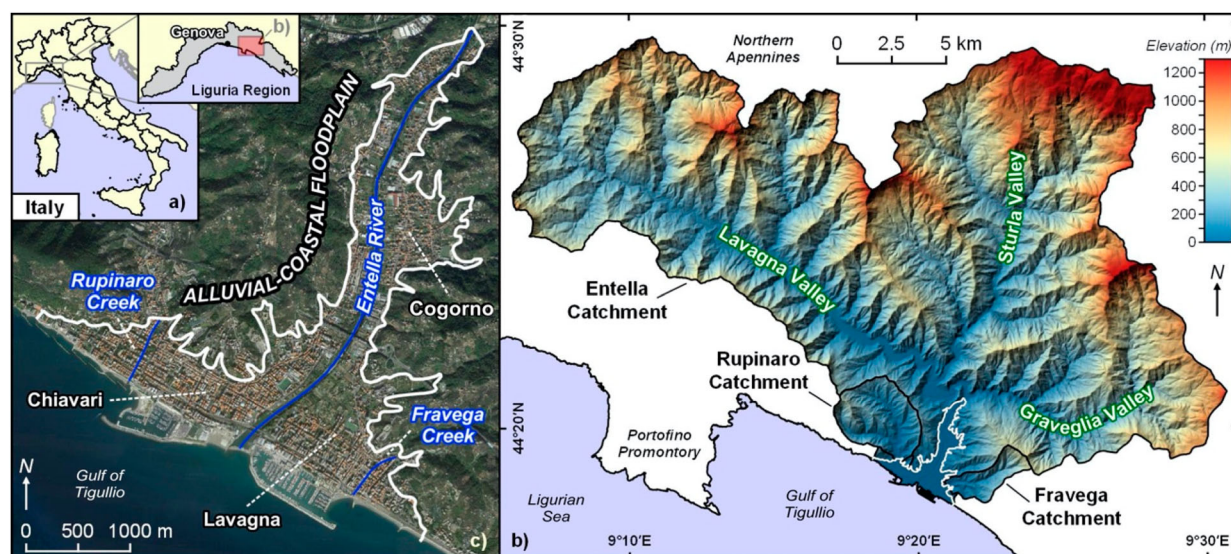 a)
Italy
Genova
b)
Liguria Region
ALLUVIAL-COASTAL FLOODPLAIN
Entella River
Rupinaro
Creek
Cogorno
Chiavari
Fravega
Creek
Lavagna
Gulf of
Tigullio
N
0 500 1000 m
c)
44°30'N
44°20'N
Northern
Apennines
0 2.5 5 km
Elevation (m)
1300
1200
1000
800
600
400
200
0
N
Sturla Valley
Lavagna Valley
Graveglia Valley
Entella
Catchment
Rupinaro
Catchment
Fravega
Catchment
Portofino
Promontory
Ligurian
Sea
Gulf of
Tigullio
b)
9°10'E
9°20'E
9°30'E